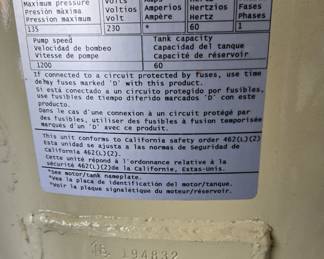 Maximum pressure
Presión máxima
Pression maximum
135
Volts
Voltios
Volt
230
Amps
Amperios
Ampère
*
Hertz
Hertzios
Hertz
60
Fases
Phases
1
Pump speed
Velocidad de bombeo
Vitesse de pompe
1200
Tank capacity
Capacidad del tanque
Capacité de réservoir
60
If connected to a circuit protected by fuses, use time
delay fuses marked "D" with this product.
Si está conectado a un circuito protegido por fusibles,
use fusibles de tiempo diferido marcados "D" con este
producto.
Dans le cas d'une connexion à un circuit protégé par
des fusibles, utiliser des fusibles à fusion temporisée
marqués d'un "D" avec ce produit.
This unit conforms to California safety order 462(L)(2)
Esta unidad se ajusta a las normas de Seguridad de
California 462(L)(2).
Cette unité répond à l'ordonnance relative à la
sécurité 462(L)(2)de la Californie, Estas-Unis.
*See motor/tank nameplate.
*Vea la placa de identificación del motor/tanque.
*Voir la plaque signalétique du moteur/réservoir.
194832